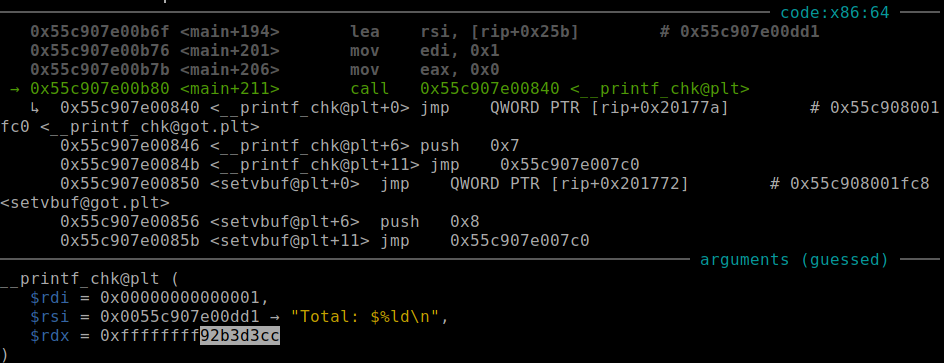 code:x86:64
0x55c907e00b6f <main+194> lea rsi, [rip+0x25b] # 0x55c907e00dd1
0x55c907e00b76 <main+201> mov edi, 0x1
0x55c907e00b7b <main+206> mov eax, 0x0
→ 0x55c907e00b80 <main+211> call 0x55c907e00840 <__printf_chk@plt>
↳ 0x55c907e00840 <__printf_chk@plt+0> jmp QWORD PTR [rip+0x20177a] # 0x55c908001
fc0 <__printf_chk@got.plt>
0x55c907e00846 <__printf_chk@plt+6> push 0x7
0x55c907e0084b <__printf_chk@plt+11> jmp 0x55c907e007c0
0x55c907e00850 <setvbuf@plt+0> jmp QWORD PTR [rip+0x201772] # 0x55c908001fc8
<setvbuf@got.plt>
0x55c907e00856 <setvbuf@plt+6> push 0x8
0x55c907e0085b <setvbuf@plt+11> jmp 0x55c907e007c0
arguments (guessed)
__printf_chk@plt (
$rdi = 0x00000000000001,
$rsi = 0x0055c907e00dd1 → "Total: $%ld\n",
$rdx = 0xffffffff92b3d3cc
)